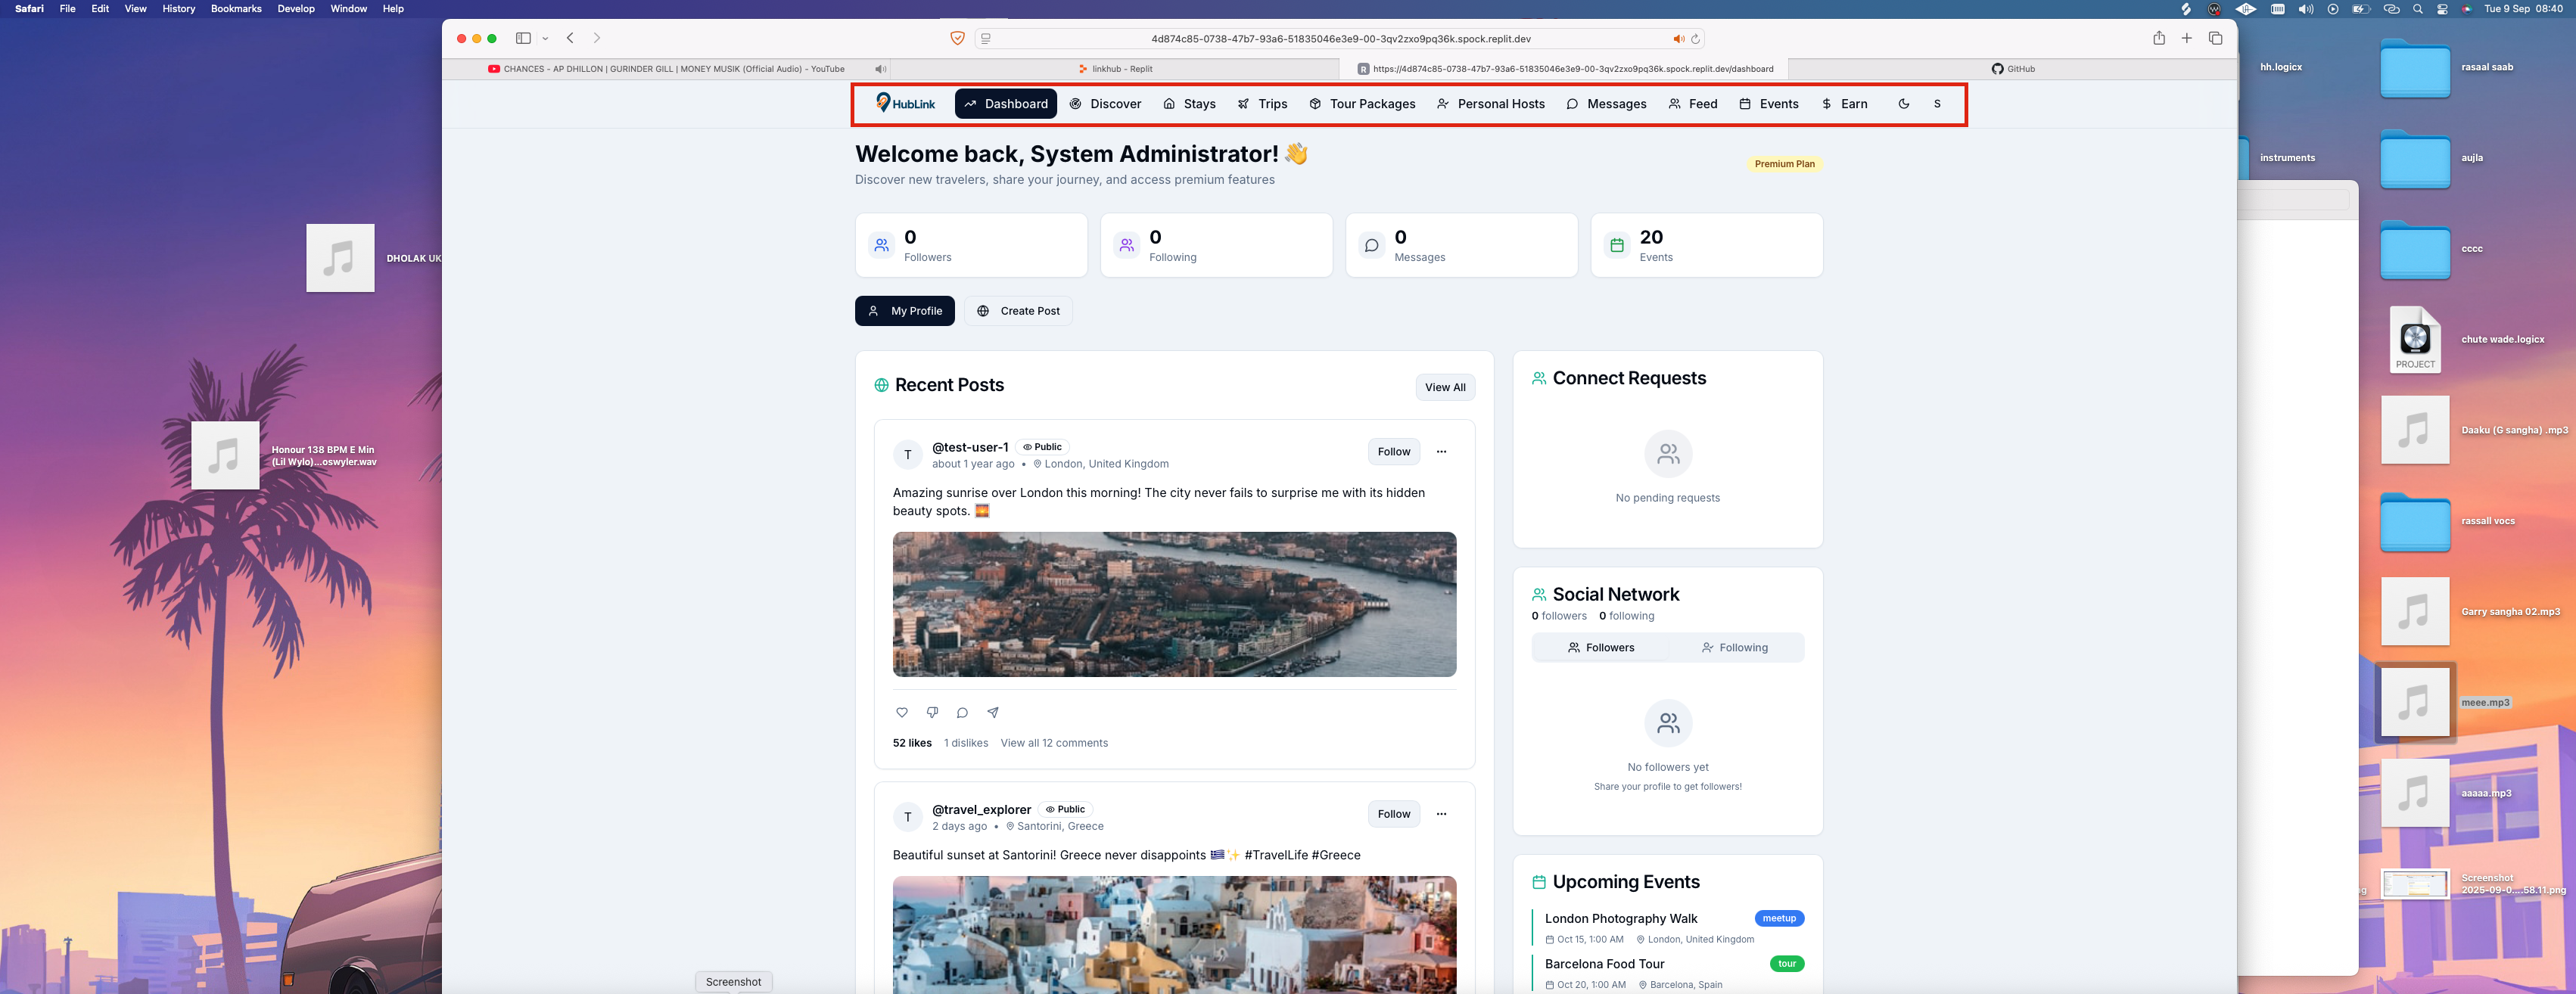 Safari File Edit View History Bookmarks Develop Window Help
Tue 9 Sep 08:40
4d874c85-0738-47b7-93a6-51835046e3e9-00-3qv2zxo9pq36k.spock.replit.dev
CHANCES - AP DHILLON | GURINDER GILL | MONEY MUSIK (Official Audio) - YouTube
linkhub - Replit
R https://4d874c85-0738-47b7-93a6-51835046e3e9-00-3qv2zxo9pq36k.spock.replit.dev/dashboard
GitHub
HubLink Dashboard Discover Stays Trips Tour Packages Personal Hosts Messages Feed Events Earn S
Welcome back, System Administrator! 👋
Premium Plan
Discover new travelers, share your journey, and access premium features
0
Followers
0
Following
0
Messages
20
Events
My Profile
Create Post
Recent Posts
View All
T
@test-user-1 Public
about 1 year ago • London, United Kingdom
Follow
Amazing sunrise over London this morning! The city never fails to surprise me with its hidden
beauty spots. 🌅
52 likes 1 dislikes View all 12 comments
T
@travel_explorer Public
2 days ago • Santorini, Greece
Follow
Beautiful sunset at Santorini! Greece never disappoints 🇬🇷✨ #TravelLife #Greece
Connect Requests
No pending requests
Social Network
0 followers 0 following
Followers Following
No followers yet
Share your profile to get followers!
Upcoming Events
London Photography Walk
meetup
Oct 15, 1:00 AM London, United Kingdom
Barcelona Food Tour
tour
Oct 20, 1:00 AM Barcelona, Spain
Screenshot
DHOLAK UK
Honour 138 BPM E Min
(Lil Wylo)...oswyler.wav
hh.logicx
instruments
rasaal saab
aujla
cccc
PROJECT
chute wade.logicx
Daaku (G sangha) .mp3
rassall vocs
Garry sangha 02.mp3
meee.mp3
aaaaa.mp3
Screenshot
2025-09-0....58.11.png